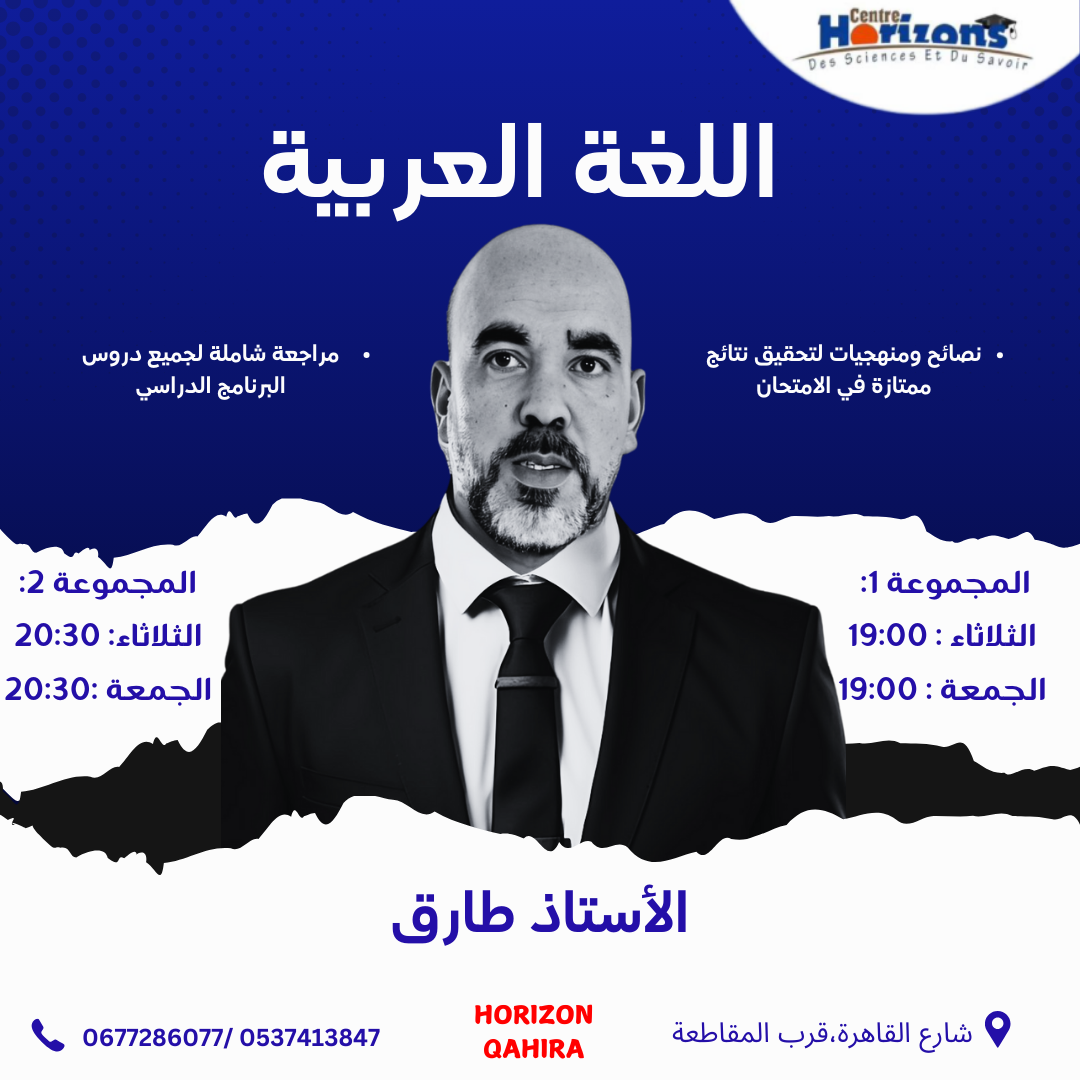 Centre
Horizons
Des Sciences Et Du Savoir
اللغة العربية
• نصائح ومنهجيات لتحقيق نتائج
ممتازة في الامتحان
• مراجعة شاملة لجميع دروس
البرنامج الدراسي
المجموعة 1:
الثلاثاء : 19:00
الجمعة : 19:00
المجموعة 2:
الثلاثاء: 20:30
الجمعة :20:30
الأستاذ طارق
شارع القاهرة،قرب المقاطعة
HORIZON
QAHIRA
0677286077/ 0537413847